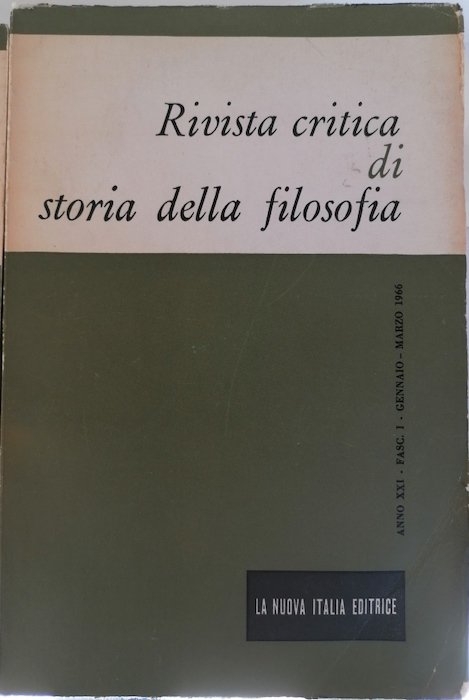 Rivista critica
di
storia della filosofia
ANNO XXI - FASC. I - GENNAIO - MARZO 1966
LA NUOVA ITALIA EDITRICE